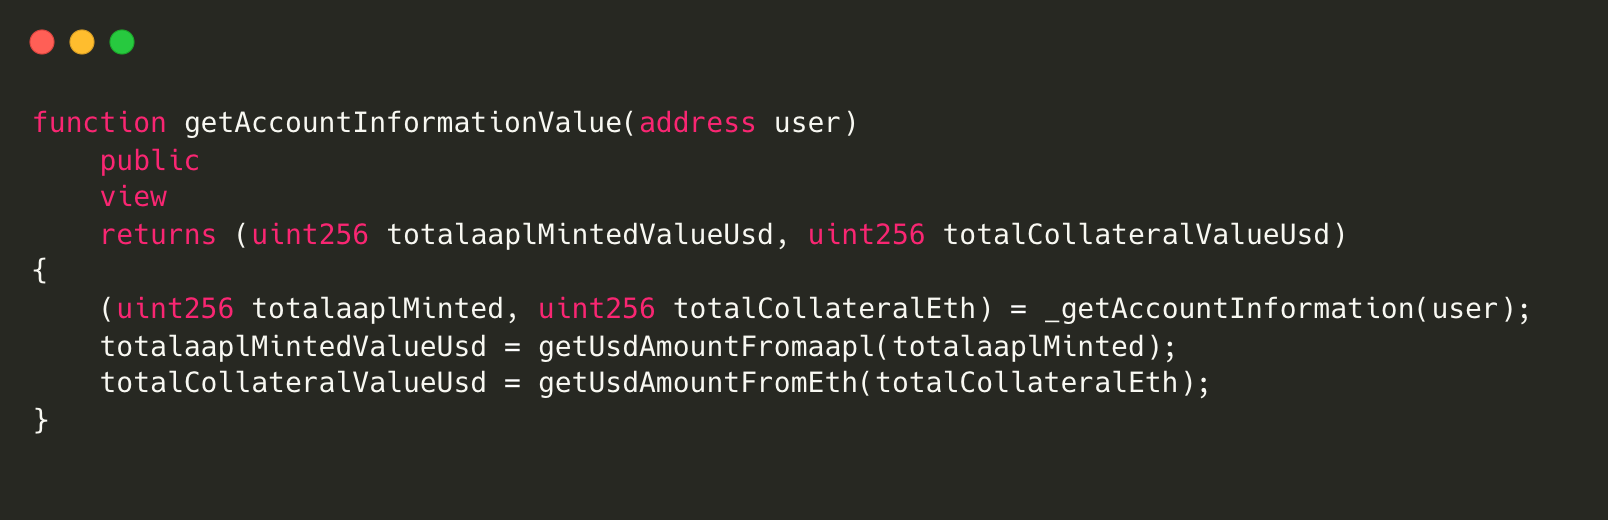 function getAccountInformationValue(address user)
    public
    view
    returns (uint256 totalaaplMintedValueUsd, uint256 totalCollateralValueUsd)
{
    (uint256 totalaaplMinted, uint256 totalCollateralEth) = _getAccountInformation(user);
    totalaaplMintedValueUsd = getUsdAmountFromaapl(totalaaplMinted);
    totalCollateralValueUsd = getUsdAmountFromEth(totalCollateralEth);
}